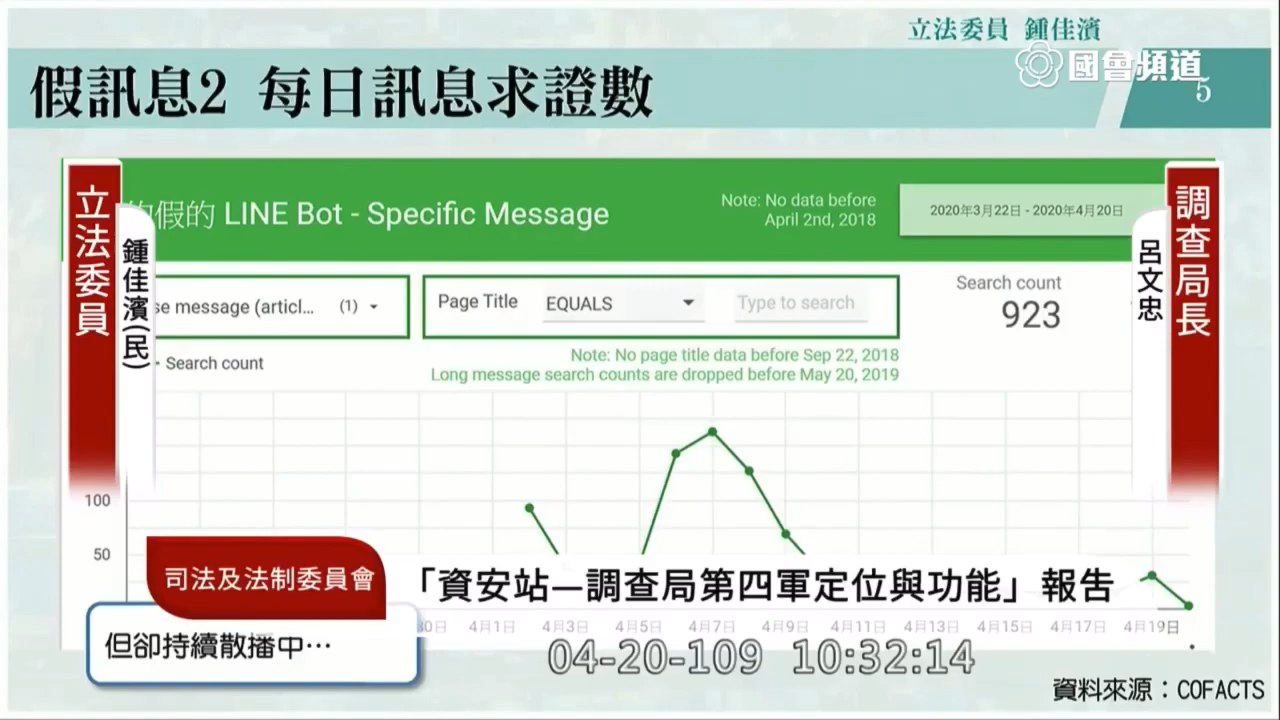 立法委員 鍾佳濱
國會頻道
5
假訊息2 每日訊息求證數
立法委員
鍾佳濱(民)
調查局長
呂文忠
的假的 LINE Bot - Specific Message
Note: No data before
April 2nd, 2018
2020年3月22日 - 2020年4月20日
se message (articl... (1)
Page Title
EQUALS
Type to search
Search count
923
Search count
Note: No page title data before Sep 22, 2018
Long message search counts are dropped before May 20, 2019
100
50
司法及法制委員會
「資安站—調查局第四軍定位與功能」報告
30日 4月1日 4月3日 4月5日 4月7日 4月9日 4月11日 4月13日 4月15日 4月17日 4月19日
但卻持續散播中…
04-20-109 10:32:14
資料來源：COFACTS